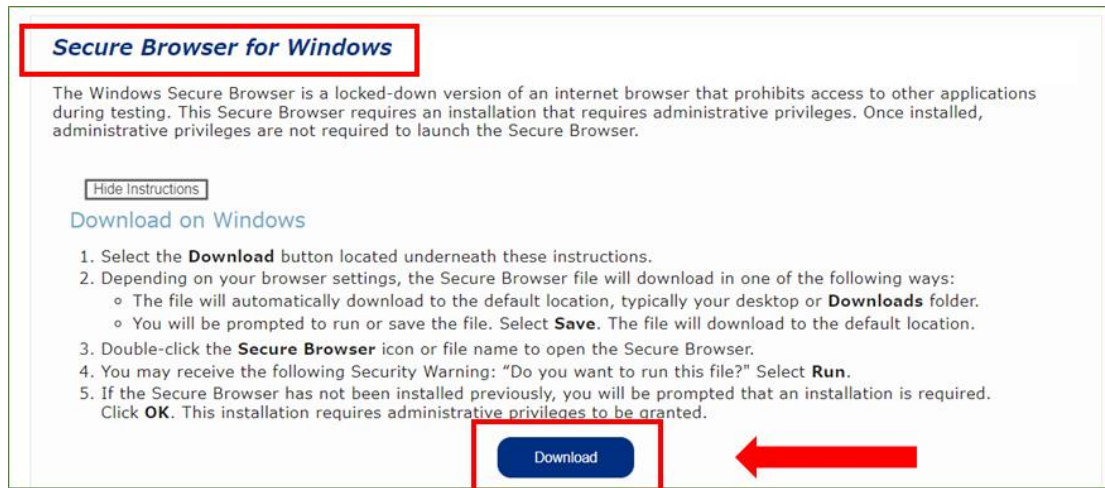 Secure Browser for Windows
The Windows Secure Browser is a locked-down version of an internet browser that prohibits access to other applications
during testing. This Secure Browser requires an installation that requires administrative privileges. Once installed,
administrative privileges are not required to launch the Secure Browser.
Hide Instructions
Download on Windows
1. Select the Download button located underneath these instructions.
2. Depending on your browser settings, the Secure Browser file will download in one of the following ways:
◦ The file will automatically download to the default location, typically your desktop or Downloads folder.
◦ You will be prompted to run or save the file. Select Save. The file will download to the default location.
3. Double-click the Secure Browser icon or file name to open the Secure Browser.
4. You may receive the following Security Warning: “Do you want to run this file?" Select Run.
5. If the Secure Browser has not been installed previously, you will be prompted that an installation is required.
Click OK. This installation requires administrative privileges to be granted.
Download